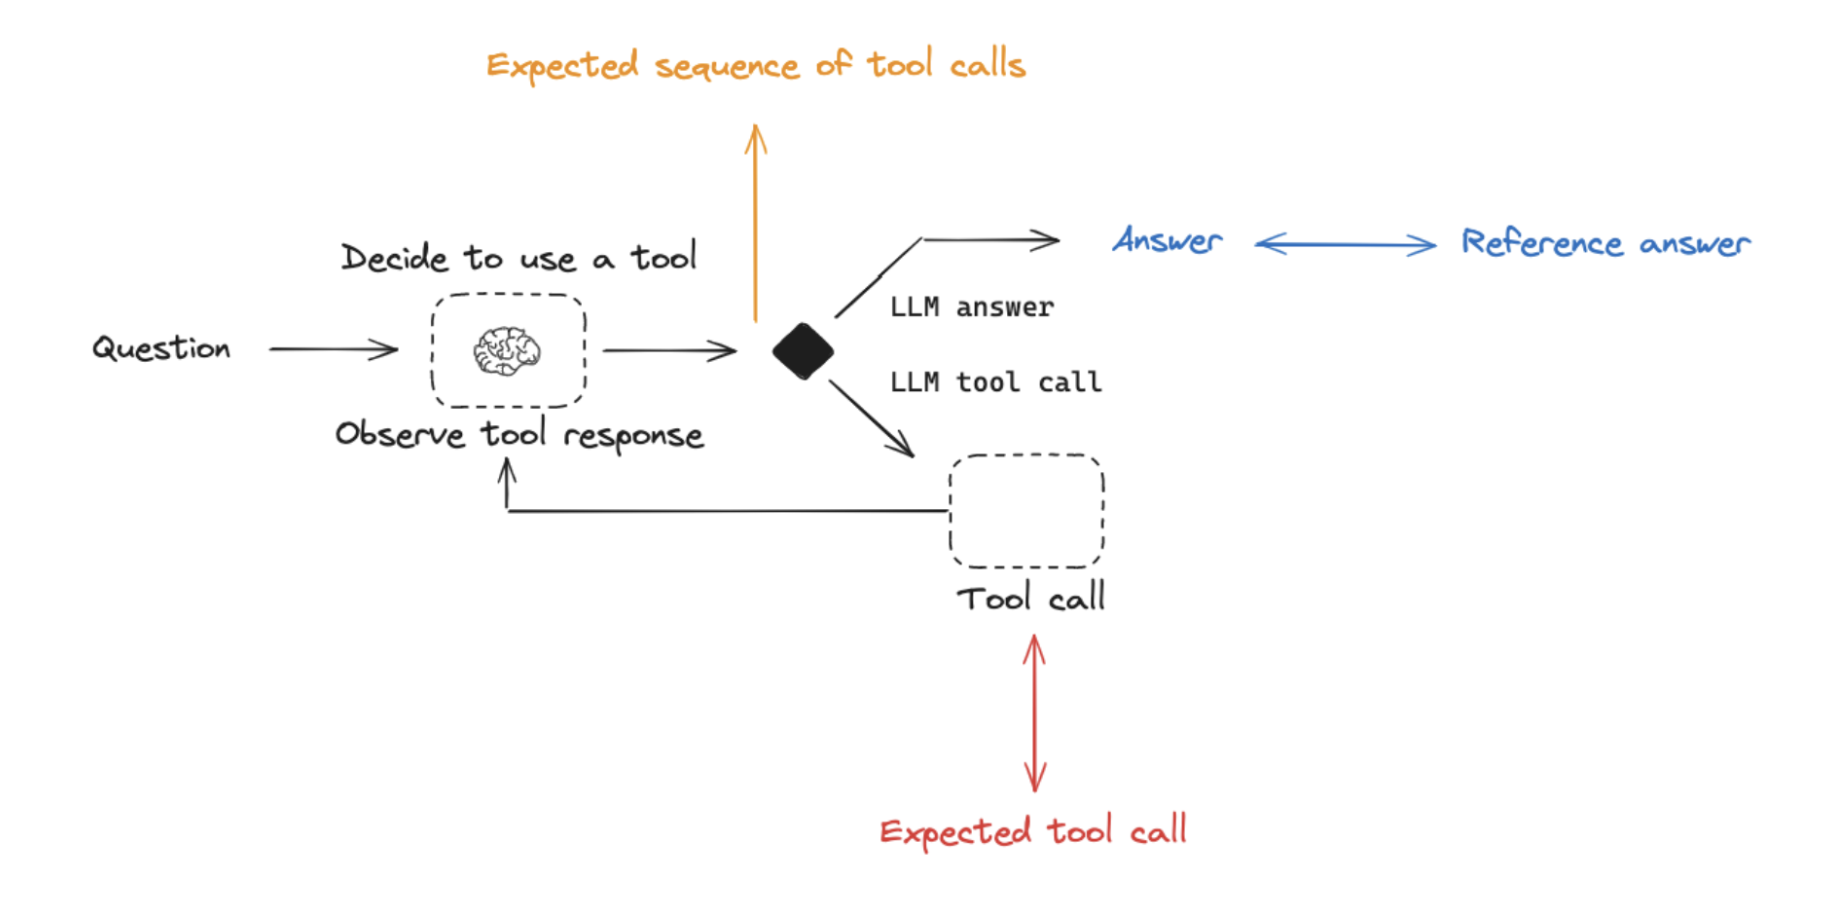 Expected sequence of tool calls
Decide to use a tool
Answer
Reference answer
LLM answer
Question
LLM tool call
Observe tool response
Tool call
Expected tool call